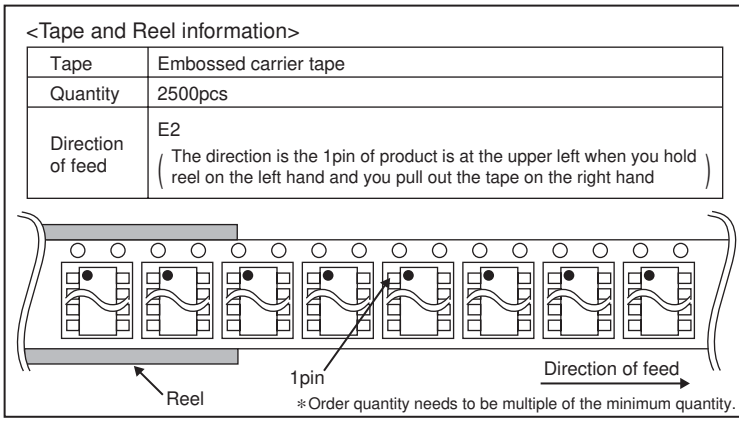 <Tape and Reel information>
Tape Embossed carrier tape
Quantity 2500pcs
Direction of feed E2
( The direction is the 1pin of product is at the upper left when you hold
reel on the left hand and you pull out the tape on the right hand )
Direction of feed
1pin
Reel
*Order quantity needs to be multiple of the minimum quantity.